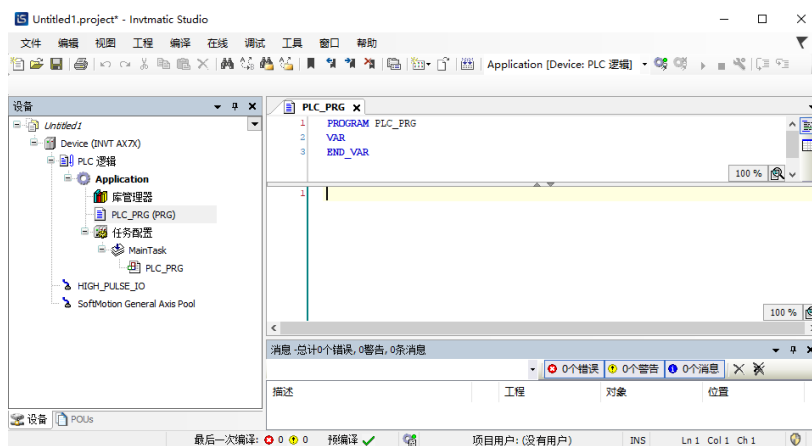 Untitled1.project* - Invtmatic Studio
文件 编辑 视图 工程 编译 在线 调试 工具 窗口 帮助
Application [Device: PLC 逻辑]
设备
PLC_PRG
Untitled1
Device (INVT AX7X)
PLC 逻辑
Application
库管理器
PLC_PRG (PRG)
任务配置
MainTask
PLC_PRG
HIGH_PULSE_IO
SoftMotion General Axis Pool
1 PROGRAM PLC_PRG
2 VAR
3 END_VAR
100 %
1
100 %
消息 -总计0个错误, 0警告, 0条消息
0个错误 0个警告 0个消息
描述 工程 对象 位置
设备 POUs
最后一次编译: 0 0 预编译 项目用户: (没有用户) INS Ln 1 Col 1 Ch 1